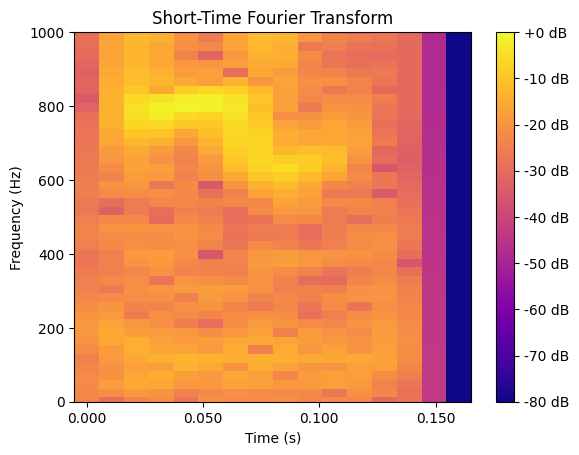 Short-Time Fourier Transform
1000
800
600
400
200
0
Frequency (Hz)
0.000
0.050
0.100
0.150
Time (s)
+0 dB
-10 dB
-20 dB
-30 dB
-40 dB
-50 dB
-60 dB
-70 dB
-80 dB